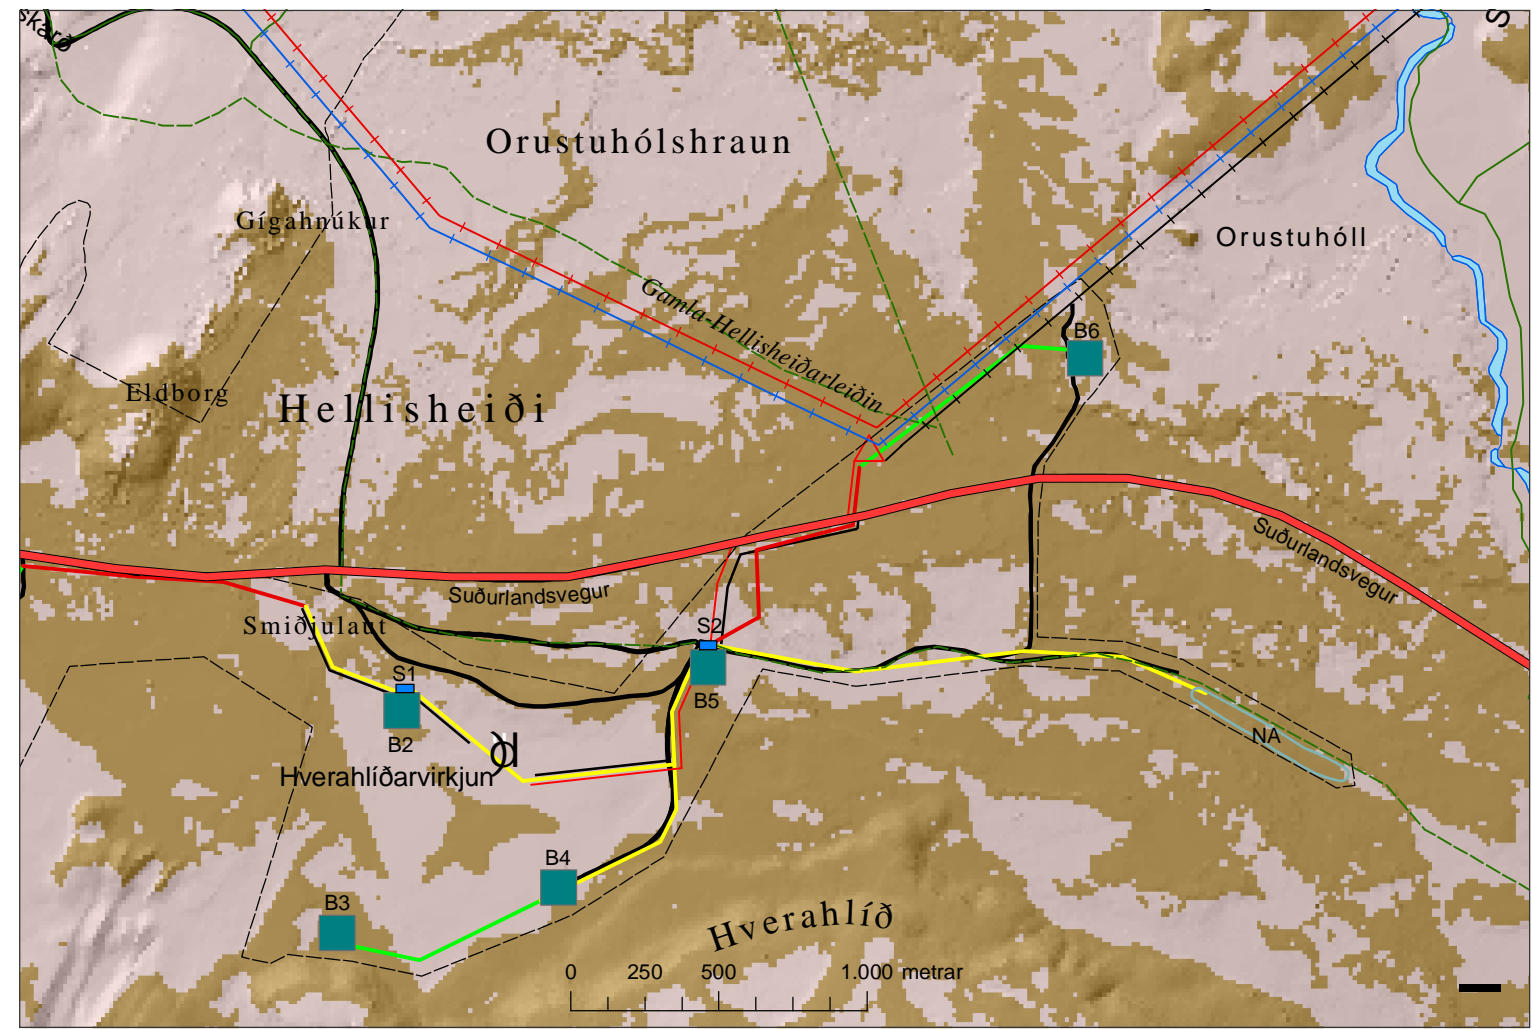 skarð
S
Orustuhólshraun
Gígahnúkur
Orustuhóll
Gamla-Hellisheiðarleiðin
B6
Eldborg
Hellisheiði
Suðurlandsvegur
Suðurlandsvegur
Smiðjulaut
S2
S1
B5
B2
NA
Hverahlíðarvirkjun
B4
B3
Hverahlíð
0 250 500 1.000 metrar